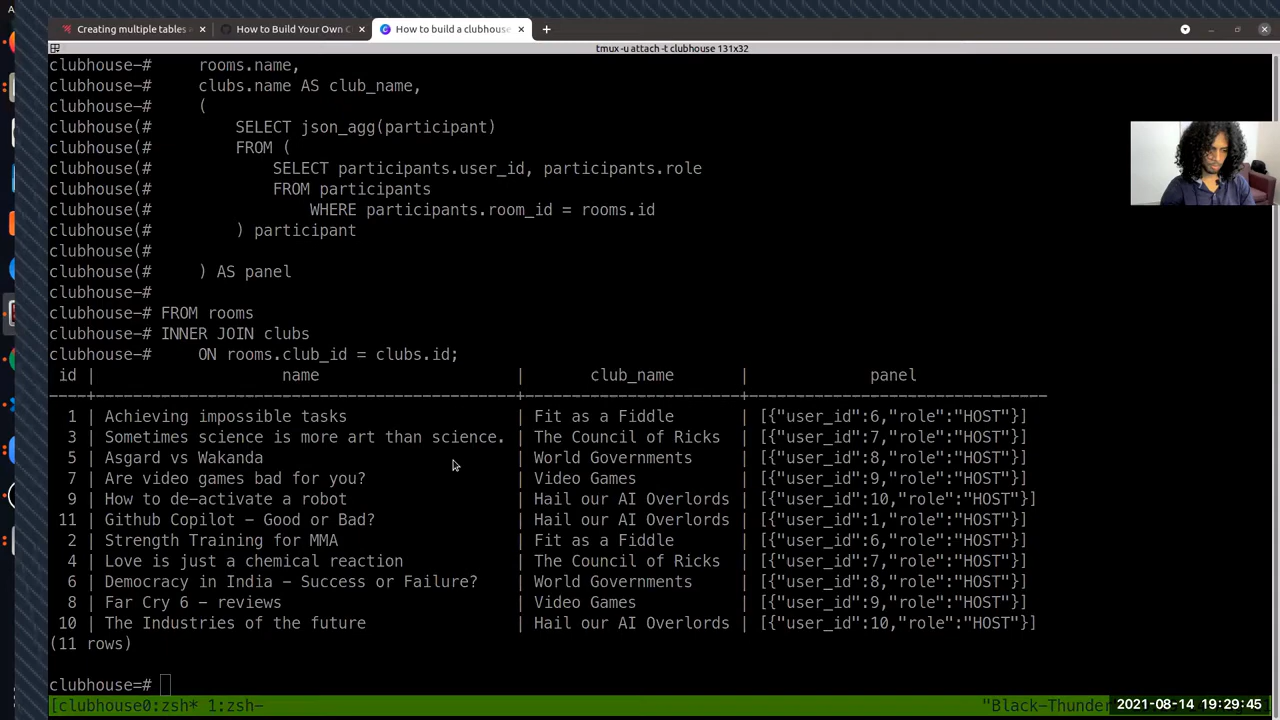 Creating multiple tables a
How to Build Your Own C
How to build a clubhouse
tmux -u attach -t clubhouse 131x32
clubhouse-#     rooms.name,
clubhouse-#     clubs.name AS club_name,
clubhouse-#     (
clubhouse(#         SELECT json_agg(participant)
clubhouse(#         FROM (
clubhouse(#             SELECT participants.user_id, participants.role
clubhouse(#             FROM participants
clubhouse(#                 WHERE participants.room_id = rooms.id
clubhouse(#         ) participant
clubhouse(#
clubhouse(#     ) AS panel
clubhouse-#
clubhouse-# FROM rooms
clubhouse-# INNER JOIN clubs
clubhouse-#     ON rooms.club_id = clubs.id;
 id |                    name                    |       club_name       |            panel
----+--------------------------------------------+-----------------------+--------------------------------
  1 | Achieving impossible tasks                 | Fit as a Fiddle       | [{"user_id":6,"role":"HOST"}]
  3 | Sometimes science is more art than science. | The Council of Ricks  | [{"user_id":7,"role":"HOST"}]
  5 | Asgard vs Wakanda                          | World Governments     | [{"user_id":8,"role":"HOST"}]
  7 | Are video games bad for you?               | Video Games           | [{"user_id":9,"role":"HOST"}]
  9 | How to de-activate a robot                 | Hail our AI Overlords | [{"user_id":10,"role":"HOST"}]
 11 | Github Copilot - Good or Bad?              | Hail our AI Overlords | [{"user_id":1,"role":"HOST"}]
  2 | Strength Training for MMA                  | Fit as a Fiddle       | [{"user_id":6,"role":"HOST"}]
  4 | Love is just a chemical reaction           | The Council of Ricks  | [{"user_id":7,"role":"HOST"}]
  6 | Democracy in India - Success or Failure?   | World Governments     | [{"user_id":8,"role":"HOST"}]
  8 | Far Cry 6 - reviews                        | Video Games           | [{"user_id":9,"role":"HOST"}]
 10 | The Industries of the future               | Hail our AI Overlords | [{"user_id":10,"role":"HOST"}]
(11 rows)
clubhouse=#
[clubhouse0:zsh* 1:zsh- "Black-Thunder 2021-08-14 19:29:45